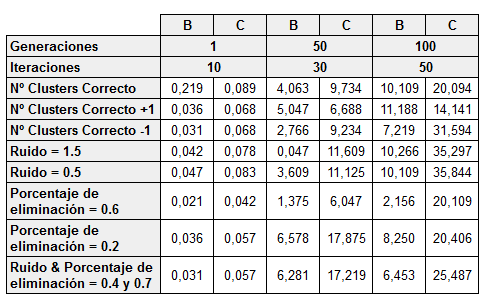 B C B C B C
Generaciones 1 50 100
Iteraciones 10 30 50
Nº Clusters Correcto 0,219 0,089 4,063 9,734 10,109 20,094
Nº Clusters Correcto +1 0,036 0,068 5,047 6,688 11,188 14,141
Nº Clusters Correcto -1 0,031 0,068 2,766 9,234 7,219 31,594
Ruido = 1.5 0,042 0,078 0,047 11,609 10,266 35,297
Ruido = 0.5 0,047 0,083 3,609 11,125 10,109 35,844
Porcentaje de
eliminación = 0.6 0,021 0,042 1,375 6,047 2,156 20,109
Porcentaje de
eliminación = 0.2 0,036 0,057 6,578 17,875 8,250 20,406
Ruido & Porcentaje de
eliminación = 0.4 y 0.7 0,031 0,057 6,281 17,219 6,453 25,487